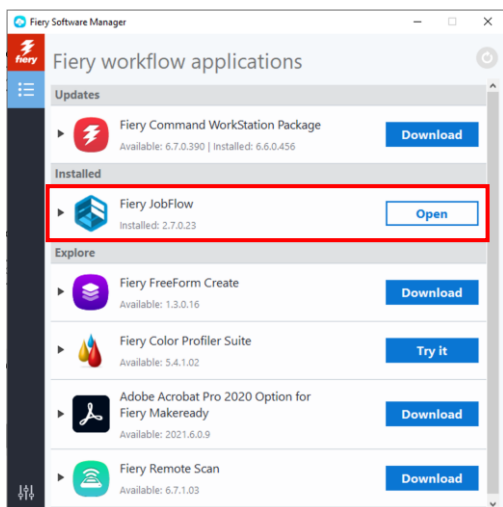 Fiery Software Manager
fiery
Fiery workflow applications
Updates
Fiery Command WorkStation Package
Available: 6.7.0.390 | Installed: 6.6.0.456
Download
Installed
Fiery JobFlow
Installed: 2.7.0.23
Open
Explore
Fiery FreeForm Create
Available: 1.3.0.16
Download
Fiery Color Profiler Suite
Available: 5.4.1.02
Try it
Adobe Acrobat Pro 2020 Option for
Fiery Makeready
Available: 2021.6.0.9
Download
Fiery Remote Scan
Available: 6.7.1.03
Download